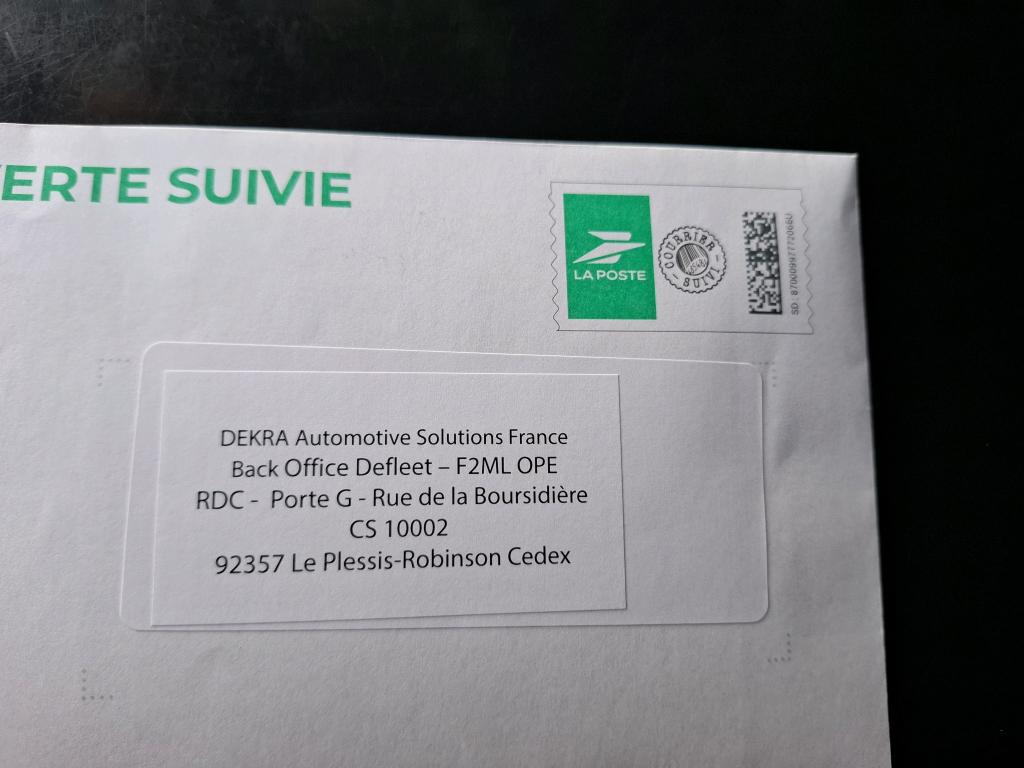 ERTE SUIVIE
LA POSTE
COURRIER
SUIVI
DEKRA Automotive Solutions France
Back Office Defleet – F2ML OPE
RDC - Porte G - Rue de la Boursidière
CS 10002
92357 Le Plessis-Robinson Cedex